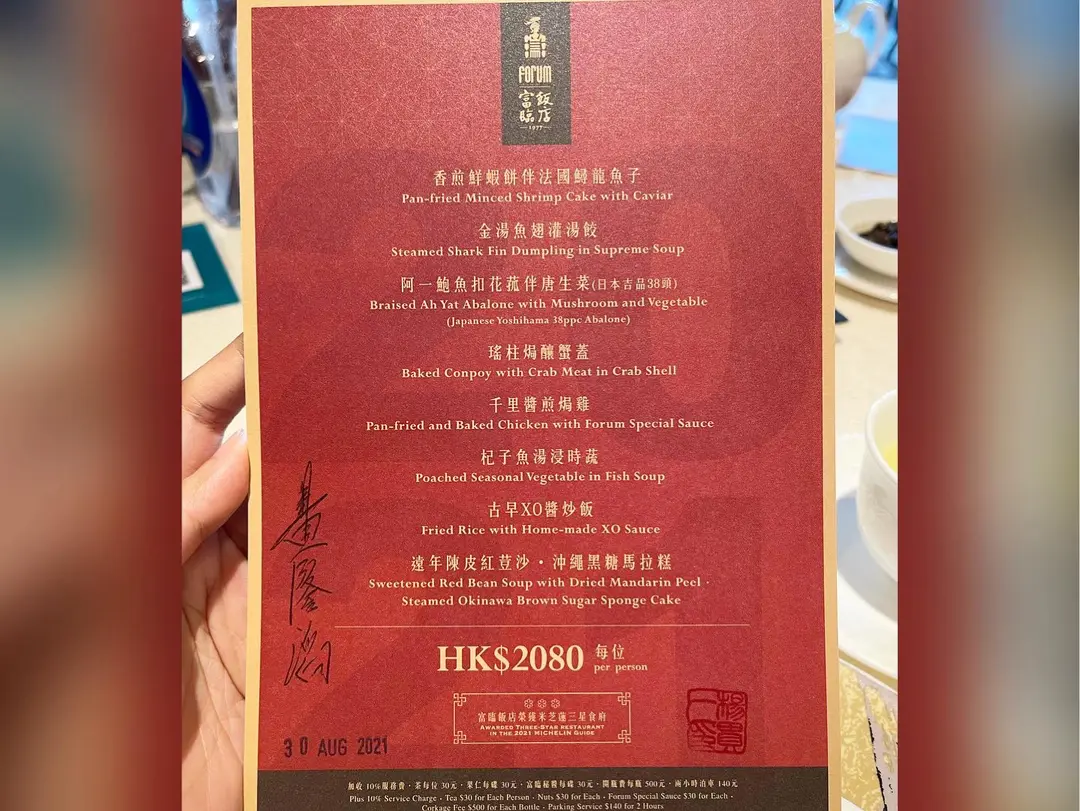 FORUM
富臨飯店
1977
香煎鮮蝦餅伴法國鱘龍魚子
Pan-fried Minced Shrimp Cake with Caviar
金湯魚翅灌湯餃
Steamed Shark Fin Dumpling in Supreme Soup
阿一鮑魚扣花菰伴唐生菜(日本吉品38頭)
Braised Ah Yat Abalone with Mushroom and Vegetable
(Japanese Yoshihama 38ppc Abalone)
瑤柱焗釀蟹蓋
Baked Conpoy with Crab Meat in Crab Shell
千里醬煎焗雞
Pan-fried and Baked Chicken with Forum Special Sauce
杞子魚湯浸時蔬
Poached Seasonal Vegetable in Fish Soup
古早XO醬炒飯
Fried Rice with Home-made XO Sauce
遠年陳皮紅荳沙・沖繩黑糖馬拉糕
Sweetened Red Bean Soup with Dried Mandarin Peel ·
Steamed Okinawa Brown Sugar Sponge Cake
HK$2080 每位
per person
富臨飯店榮獲米芝蓮三星食府
AWARDED THREE-STAR RESTAURANT
IN THE 2021 MICHELIN GUIDE
30 AUG 2021
加收10%服務費・茶每位30元・果仁每碟30元・富臨秘醬每碟30元・開瓶費每瓶500元・兩小時泊車140元
Plus 10% Service Charge · Tea $30 for Each Person · Nuts $30 for Each · Forum Special Sauce $30 for Each ·
Corkage Fee $500 for Each Bottle · Parking Service $140 for 2 Hours